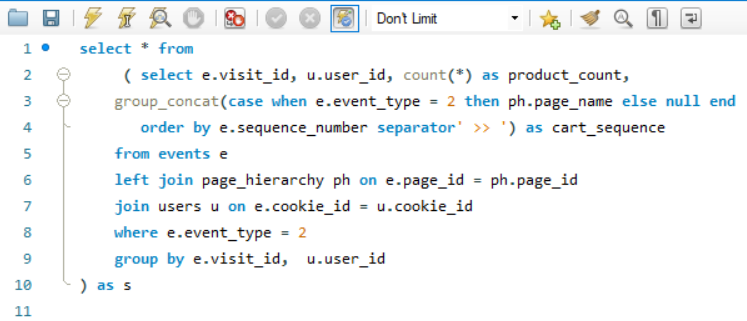 Don't Limit
1 select * from
2 ( select e.visit_id, u.user_id, count(*) as product_count,
3 group_concat(case when e.event_type = 2 then ph.page_name else null end
4 order by e.sequence_number separator' >> ') as cart_sequence
5 from events e
6 left join page_hierarchy ph on e.page_id = ph.page_id
7 join users u on e.cookie_id = u.cookie_id
8 where e.event_type = 2
9 group by e.visit_id,  u.user_id
10 ) as s
11